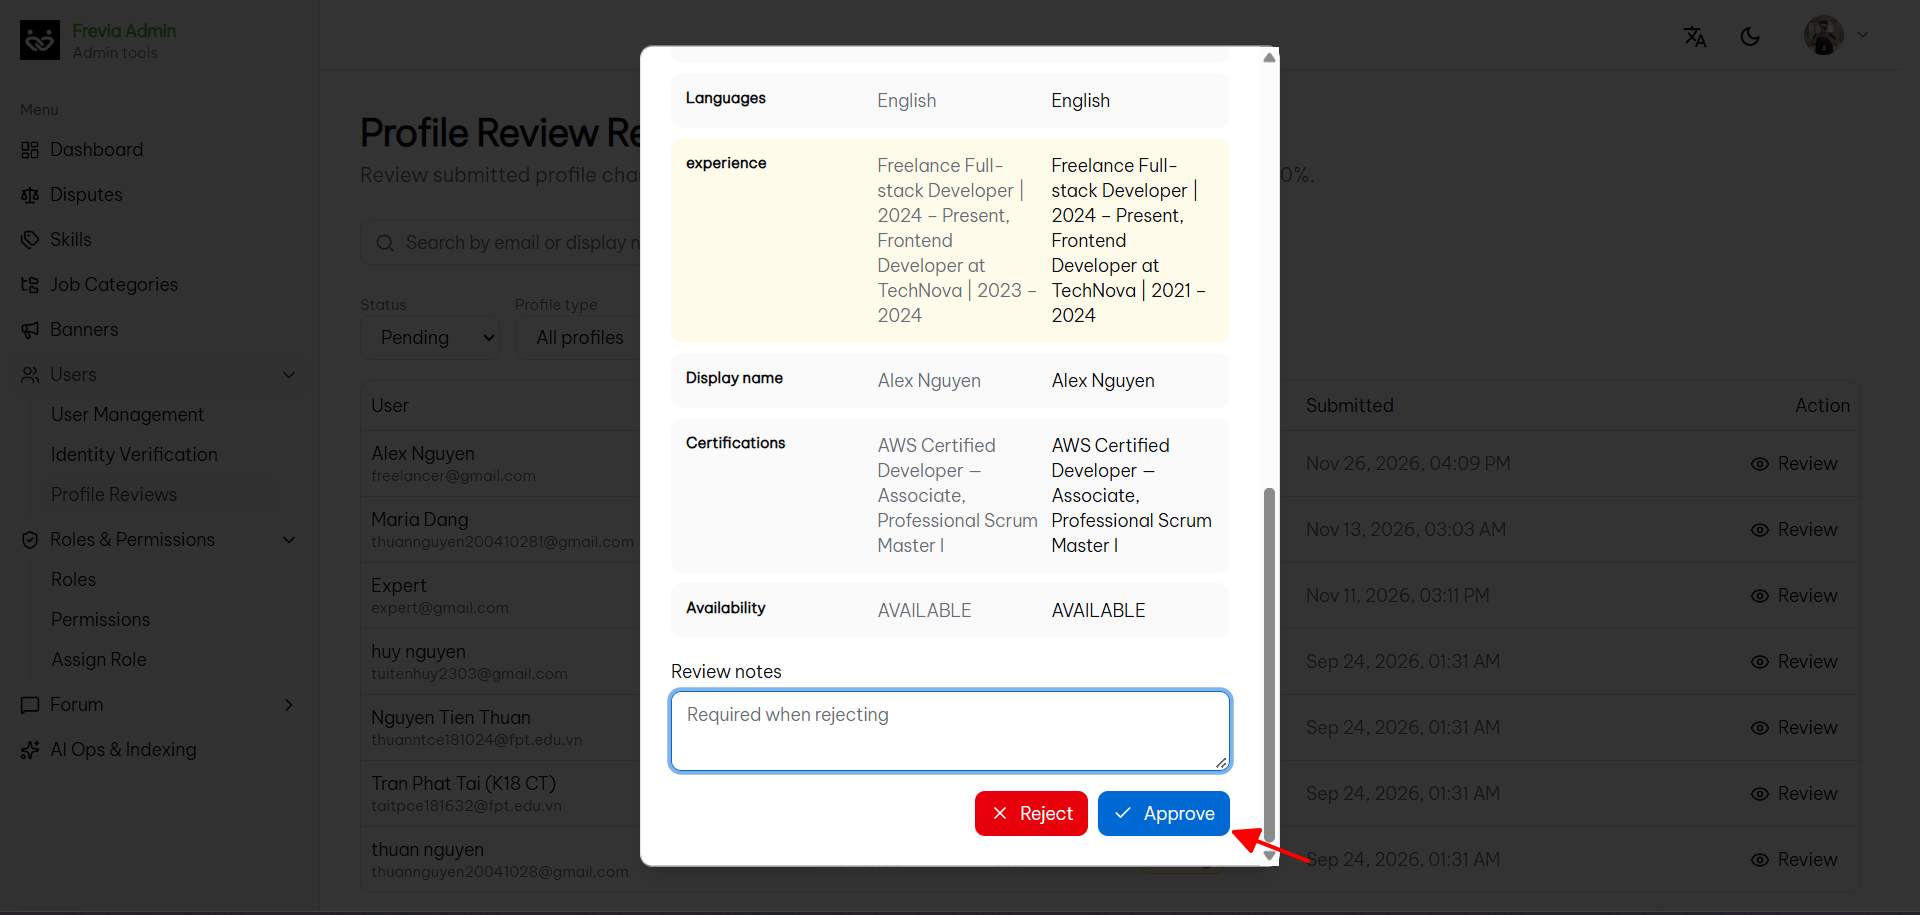 Frevia Admin
Admin tools
Menu
Dashboard
Disputes
Skills
Job Categories
Banners
Users
User Management
Identity Verification
Profile Reviews
Roles & Permissions
Roles
Permissions
Assign Role
Forum
AI Ops & Indexing
Profile Review Re
Review submitted profile cha
0%.
Search by email or display n
Status
Profile type
Pending
All profiles
User
Submitted
Action
Alex Nguyen
freelancer@gmail.com
Nov 26, 2026, 04:09 PM
Review
Maria Dang
thuannguyen200410281@gmail.com
Nov 13, 2026, 03:03 AM
Review
Expert
expert@gmail.com
Nov 11, 2026, 03:11 PM
Review
huy nguyen
tuitenhuy2303@gmail.com
Sep 24, 2026, 01:31 AM
Review
Nguyen Tien Thuan
thuanntce181024@fpt.edu.vn
Sep 24, 2026, 01:31 AM
Review
Tran Phat Tai (K18 CT)
taitpce181632@fpt.edu.vn
Sep 24, 2026, 01:31 AM
Review
thuan nguyen
thuannguyen20041028@gmail.com
Sep 24, 2026, 01:31 AM
Review
Languages
English
English
experience
Freelance Full-
stack Developer |
2024 – Present,
Frontend
Developer at
TechNova | 2023 –
2024
Freelance Full-
stack Developer |
2024 – Present,
Frontend
Developer at
TechNova | 2021 –
2024
Display name
Alex Nguyen
Alex Nguyen
Certifications
AWS Certified
Developer —
Associate,
Professional Scrum
Master I
AWS Certified
Developer —
Associate,
Professional Scrum
Master I
Availability
AVAILABLE
AVAILABLE
Review notes
Required when rejecting
Reject
Approve